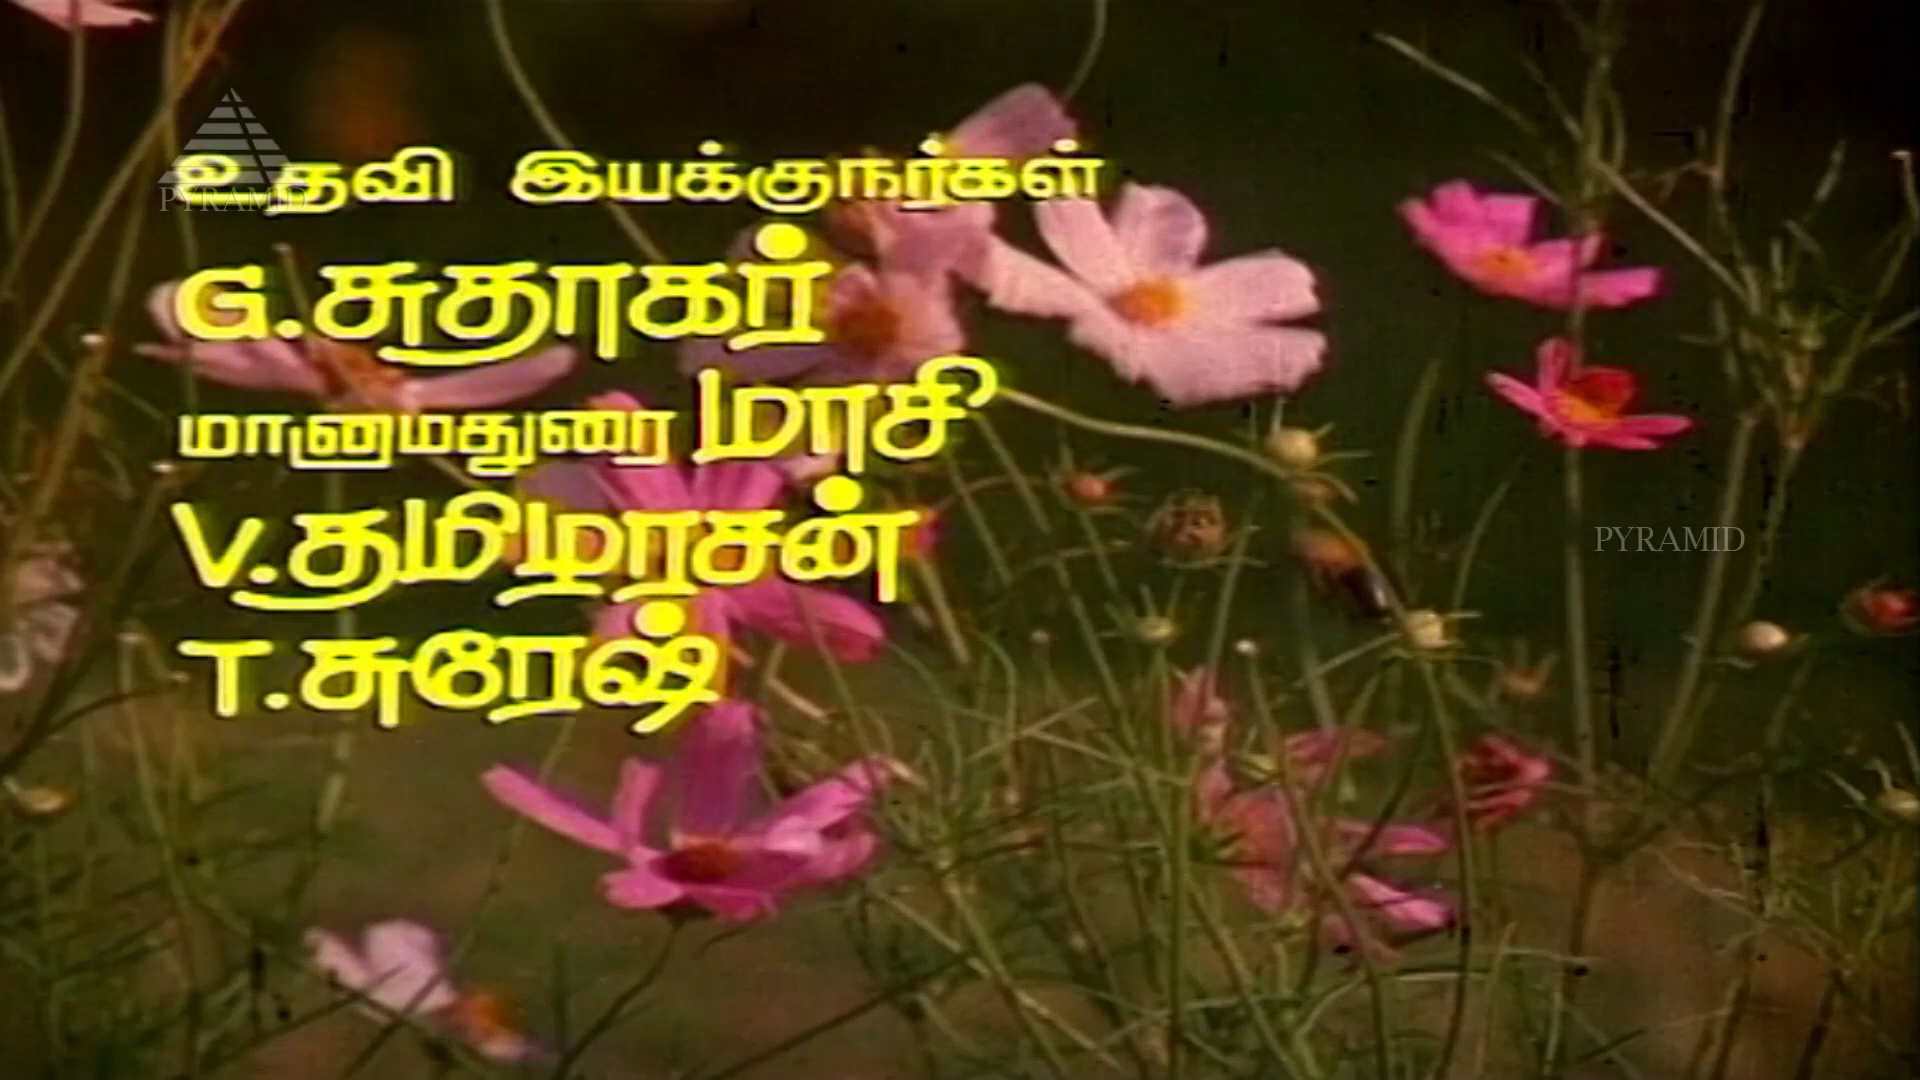 உதவி இயக்குநர்கள்
G.சுதாகர்
மானாமதுரை மாசி
V.தமிழரசன்
T.சுரேஷ்
PYRAMID
PYRAMID